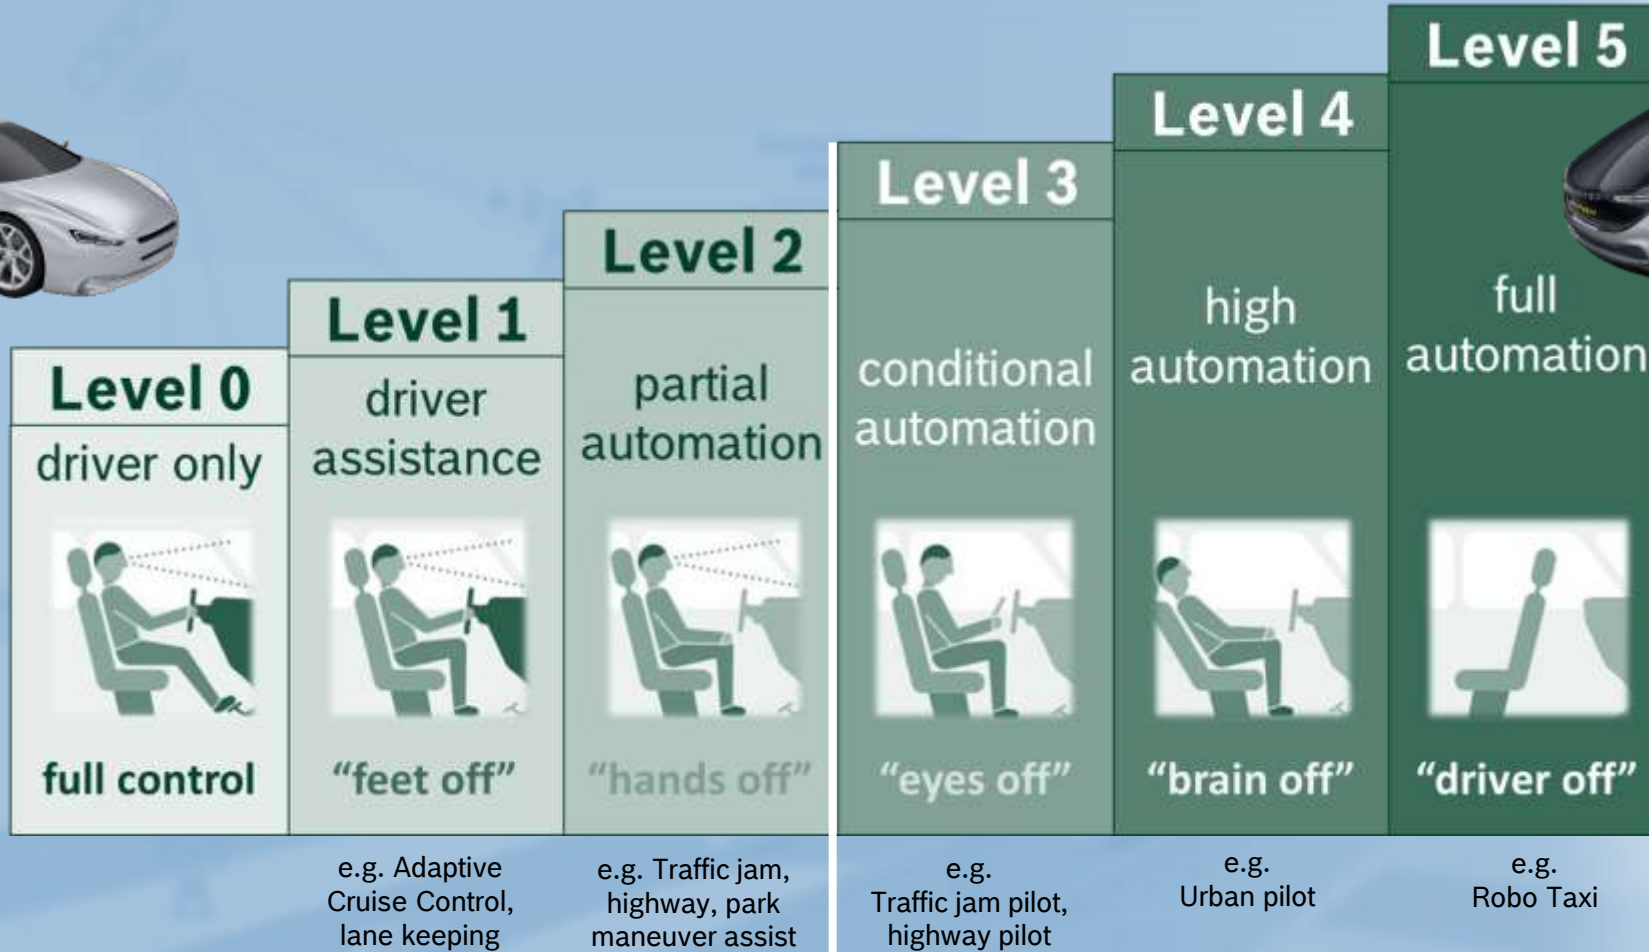 Level 0
driver only
full control
Level 1
driver
assistance
“feet off”
e.g. Adaptive
Cruise Control,
lane keeping
Level 2
partial
automation
“hands off”
e.g. Traffic jam,
highway, park
maneuver assist
Level 3
conditional
automation
“eyes off”
e.g.
Traffic jam pilot,
highway pilot
Level 4
high
automation
“brain off”
e.g.
Urban pilot
Level 5
full
automation
“driver off”
e.g.
Robo Taxi